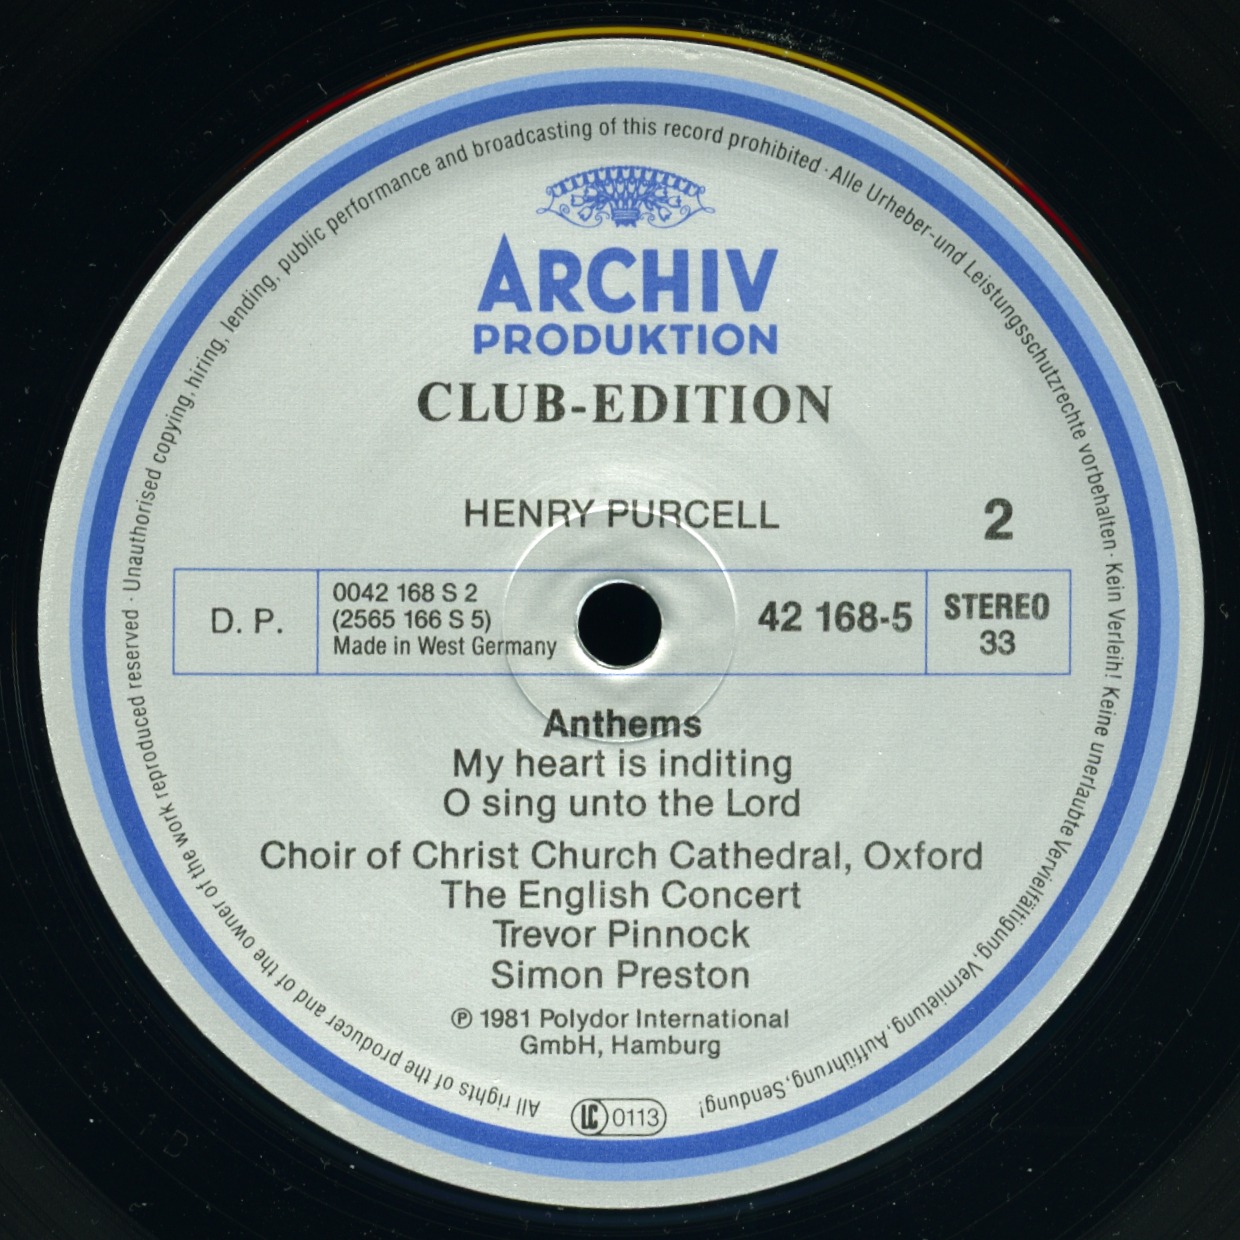 ARCHIV
PRODUKTION
CLUB-EDITION
HENRY PURCELL
2
D. P.
0042 168 S 2
(2565 166 S 5)
Made in West Germany
42 168-5
STEREO
33
Anthems
My heart is inditing
O sing unto the Lord
Choir of Christ Church Cathedral, Oxford
The English Concert
Trevor Pinnock
Simon Preston
℗ 1981 Polydor International
GmbH, Hamburg
LC 0113
All rights of the producer and of the owner of the work reproduced reserved · Unauthorised copying, hiring, lending, public performance and broadcasting of this record prohibited · Alle Urheber- und Leistungsschutzrechte vorbehalten · Kein Verleih! Keine unerlaubte Vervielfältigung, Vermietung, Aufführung, Sendung!